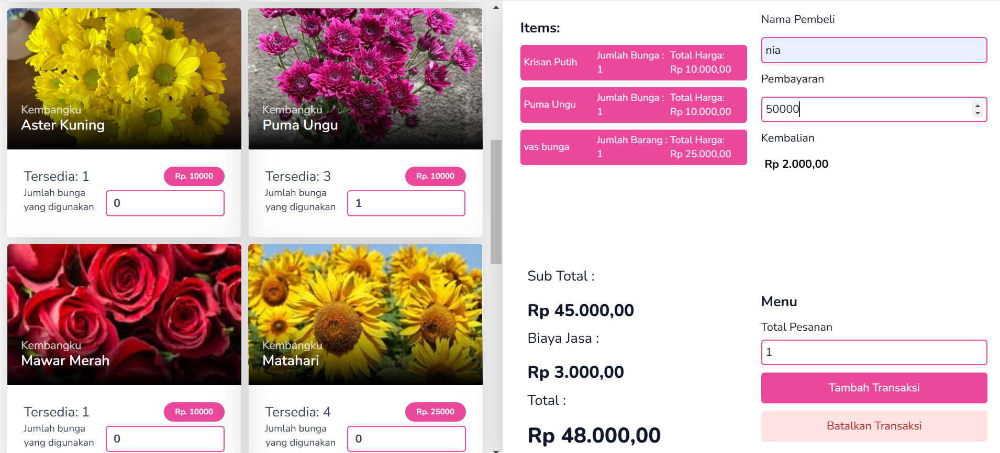 Kembangku
Aster Kuning
Tersedia: 1
Rp. 10000
Jumlah bunga
yang digunakan
0
Kembangku
Puma Ungu
Tersedia: 3
Rp. 10000
Jumlah bunga
yang digunakan
1
Kembangku
Mawar Merah
Tersedia: 1
Rp. 10000
Jumlah bunga
yang digunakan
0
Kembangku
Matahari
Tersedia: 4
Rp. 25000
Jumlah bunga
yang digunakan
0
Items:
Krisan Putih
Jumlah Bunga :
1
Total Harga:
Rp 10.000,00
Puma Ungu
Jumlah Bunga :
1
Total Harga:
Rp 10.000,00
vas bunga
Jumlah Barang :
1
Total Harga:
Rp 25.000,00
Sub Total :
Rp 45.000,00
Biaya Jasa :
Rp 3.000,00
Total :
Rp 48.000,00
Nama Pembeli
nia
Pembayaran
50000
Kembalian
Rp 2.000,00
Menu
Total Pesanan
1
Tambah Transaksi
Batalkan Transaksi